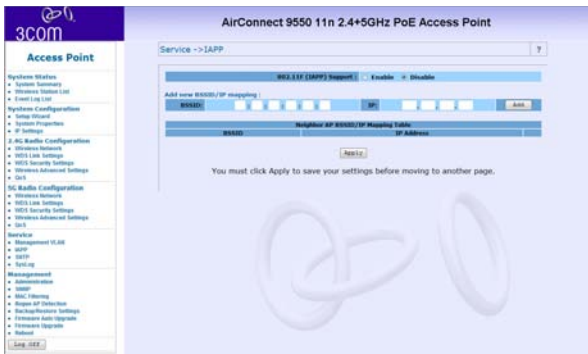 3COM
AirConnect 9550 11n 2.4+5GHz PoE Access Point
Access Point
Service ->IAPP
?
System Status
System Summary
Wireless Station List
Event Log List
System Configuration
Setup Wizard
System Properties
IP Settings
2.4G Radio Configuration
Wireless Network
WDS Link Settings
WDS Security Settings
Wireless Advanced Settings
QoS
5G Radio Configuration
Wireless Network
WDS Link Settings
WDS Security Settings
Wireless Advanced Settings
QoS
Service
Management VLAN
IAPP
SNTP
SysLog
Management
Administration
SNMP
MAC Filtering
Rogue AP Detection
Backup/Restore Settings
Firmware Auto Upgrade
Firmware Upgrade
Reboot
Log Off
802.11F (IAPP) Support : Enable Disable
Add new BSSID/IP mapping :
BSSID: : : : : : IP: . . . Add
Neighbor AP BSSID/IP Mapping Table
BSSID IP Address
Apply
You must click Apply to save your settings before moving to another page.